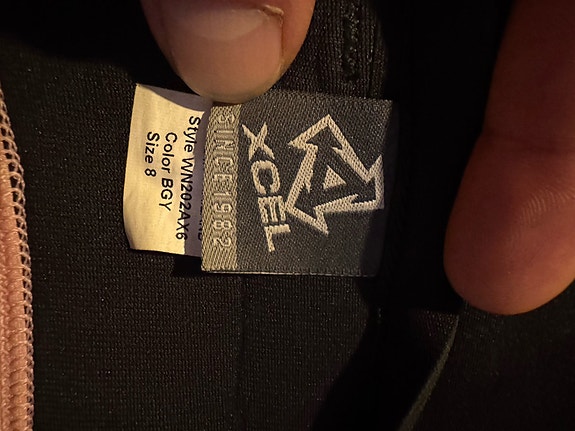 XCEL
SINCE 1982
Style WN202AX6
Color BGY
Size 8